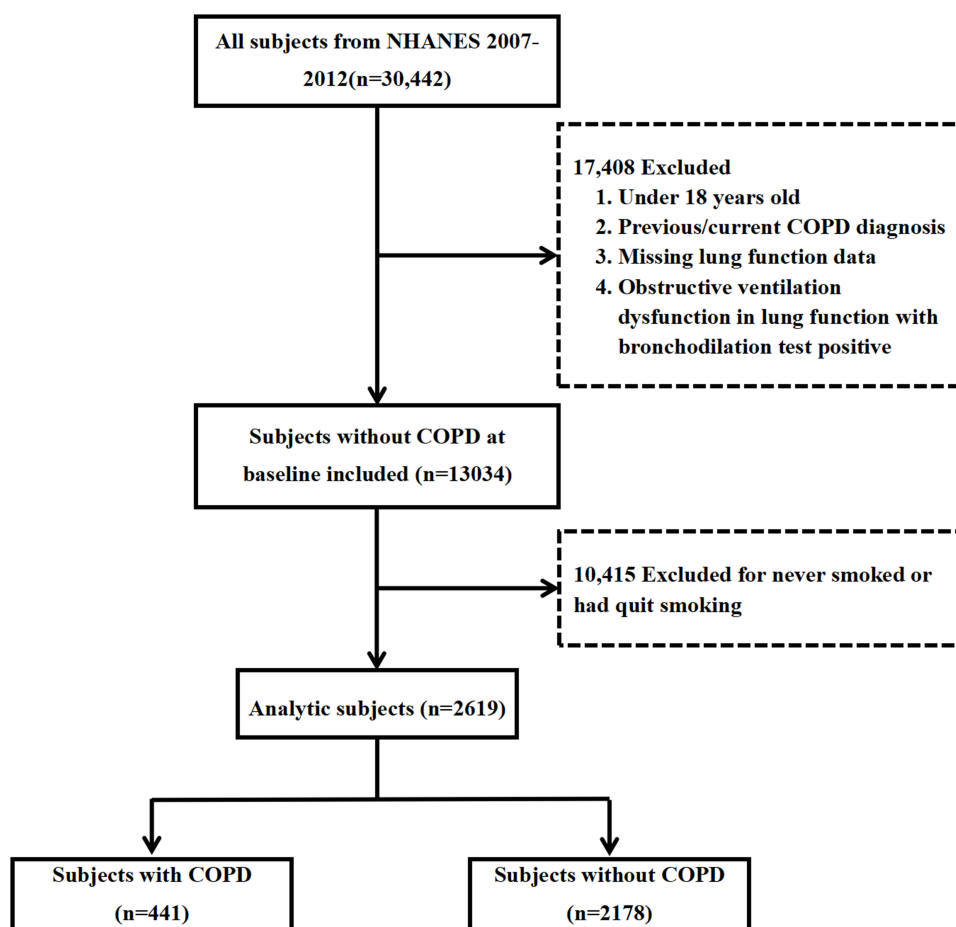 All subjects from NHANES 2007-
2012(n=30,442)
17,408 Excluded
1. Under 18 years old
2. Previous/current COPD diagnosis
3. Missing lung function data
4. Obstructive ventilation
dysfunction in lung function with
bronchodilation test positive
Subjects without COPD at
baseline included (n=13034)
10,415 Excluded for never smoked or
had quit smoking
Analytic subjects (n=2619)
Subjects with COPD
(n=441)
Subjects without COPD
(n=2178)